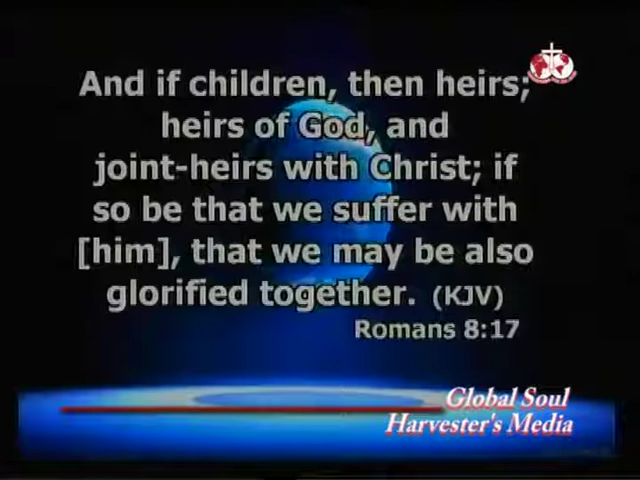 And if children, then heirs;
heirs of God, and
joint-heirs with Christ; if
so be that we suffer with
[him], that we may be also
glorified together. (KJV)
Romans 8:17
Global Soul
Harvester's Media